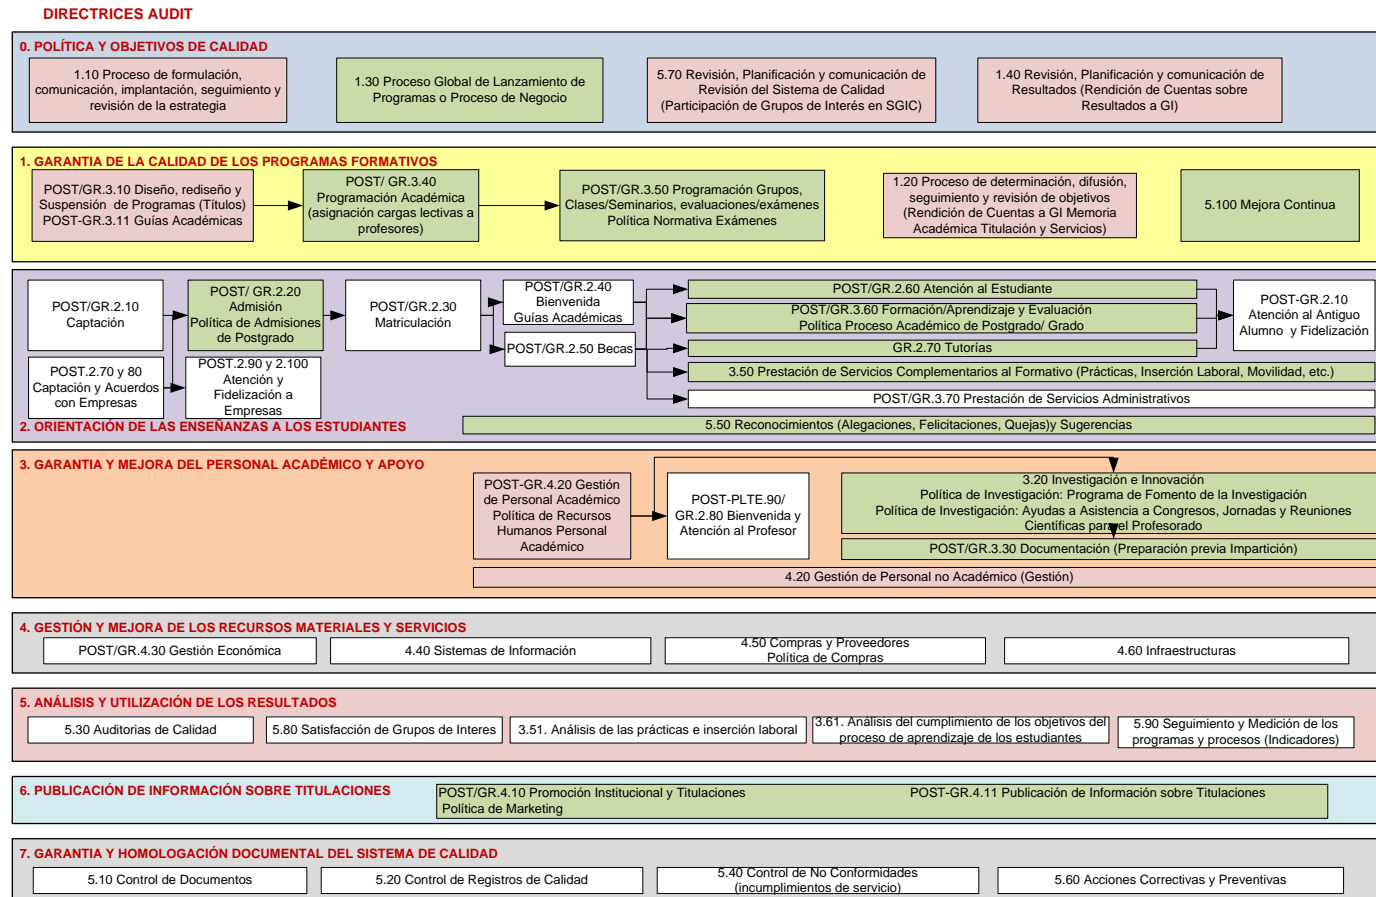 DIRECTRICES AUDIT
0. POLÍTICA Y OBJETIVOS DE CALIDAD
1.10 Proceso de formulación,
comunicación, implantación, seguimiento y
revisión de la estrategia
1.30 Proceso Global de Lanzamiento de
Programas o Proceso de Negocio
5.70 Revisión, Planificación y comunicación de
Revisión del Sistema de Calidad
(Participación de Grupos de Interés en SGIC)
1.40 Revisión, Planificación y comunicación de
Resultados (Rendición de Cuentas sobre
Resultados a GI)
1. GARANTIA DE LA CALIDAD DE LOS PROGRAMAS FORMATIVOS
POST/GR.3.10 Diseño, rediseño y
Suspensión de Programas (Títulos)
POST-GR.3.11 Guías Académicas
POST/ GR.3.40
Programación Académica
(asignación cargas lectivas a
profesores)
POST/GR.3.50 Programación Grupos,
Clases/Seminarios, evaluaciones/exámenes
Política Normativa Exámenes
1.20 Proceso de determinación, difusión,
seguimiento y revisión de objetivos
(Rendición de Cuentas a GI Memoria
Académica Titulación y Servicios)
5.100 Mejora Continua
POST/GR.2.10
Captación
POST/ GR.2.20
Admisión
Política de Admisiones
de Postgrado
POST/GR.2.30
Matriculación
POST/GR.2.40
Bienvenida
Guías Académicas
POST/GR.2.50 Becas
POST/GR.2.60 Atención al Estudiante
POST/GR.3.60 Formación/Aprendizaje y Evaluación
Política Proceso Académico de Postgrado/ Grado
GR.2.70 Tutorías
3.50 Prestación de Servicios Complementarios al Formativo (Prácticas, Inserción Laboral, Movilidad, etc.)
POST/GR.3.70 Prestación de Servicios Administrativos
POST-GR.2.10
Atención al Antiguo
Alumno y Fidelización
POST.2.70 y 80
Captación y Acuerdos
con Empresas
POST.2.90 y 2.100
Atención y
Fidelización a
Empresas
2. ORIENTACIÓN DE LAS ENSEÑANZAS A LOS ESTUDIANTES
5.50 Reconocimientos (Alegaciones, Felicitaciones, Quejas)y Sugerencias
3. GARANTIA Y MEJORA DEL PERSONAL ACADÉMICO Y APOYO
POST-GR.4.20 Gestión
de Personal Académico
Política de Recursos
Humanos Personal
Académico
POST-PLTE.90/
GR.2.80 Bienvenida y
Atención al Profesor
3.20 Investigación e Innovación
Política de Investigación: Programa de Fomento de la Investigación
Política de Investigación: Ayudas a Asistencia a Congresos, Jornadas y Reuniones
Científicas para el Profesorado
POST/GR.3.30 Documentación (Preparación previa Impartición)
4.20 Gestión de Personal no Académico (Gestión)
4. GESTIÓN Y MEJORA DE LOS RECURSOS MATERIALES Y SERVICIOS
POST/GR.4.30 Gestión Económica
4.40 Sistemas de Información
4.50 Compras y Proveedores
Política de Compras
4.60 Infraestructuras
5. ANÁLISIS Y UTILIZACIÓN DE LOS RESULTADOS
5.30 Auditorias de Calidad
5.80 Satisfacción de Grupos de Interes
3.51. Análisis de las prácticas e inserción laboral
3.61. Análisis del cumplimiento de los objetivos del
proceso de aprendizaje de los estudiantes
5.90 Seguimiento y Medición de los
programas y procesos (Indicadores)
6. PUBLICACIÓN DE INFORMACIÓN SOBRE TITULACIONES
POST/GR.4.10 Promoción Institucional y Titulaciones
Política de Marketing
POST-GR.4.11 Publicación de Información sobre Titulaciones
7. GARANTIA Y HOMOLOGACIÓN DOCUMENTAL DEL SISTEMA DE CALIDAD
5.10 Control de Documentos
5.20 Control de Registros de Calidad
5.40 Control de No Conformidades
(incumplimientos de servicio)
5.60 Acciones Correctivas y Preventivas